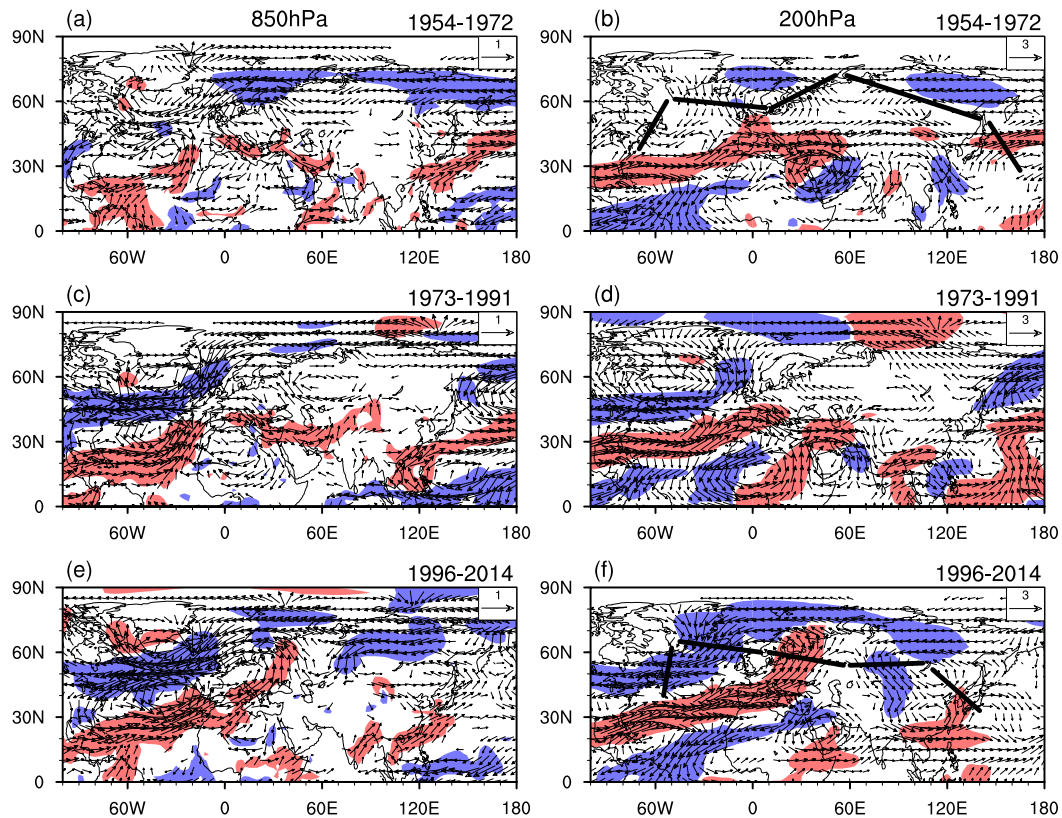 850hPa 200hPa
(a) 1954-1972 (b) 1954-1972
90N 1 90N 3
60N 60N
30N 30N
0 0
60W 0 60E 120E 180 60W 0 60E 120E 180
(c) 1973-1991 (d) 1973-1991
90N 1 90N 3
60N 60N
30N 30N
0 0
60W 0 60E 120E 180 60W 0 60E 120E 180
(e) 1996-2014 (f) 1996-2014
90N 1 90N 3
60N 60N
30N 30N
0 0
60W 0 60E 120E 180 60W 0 60E 120E 180